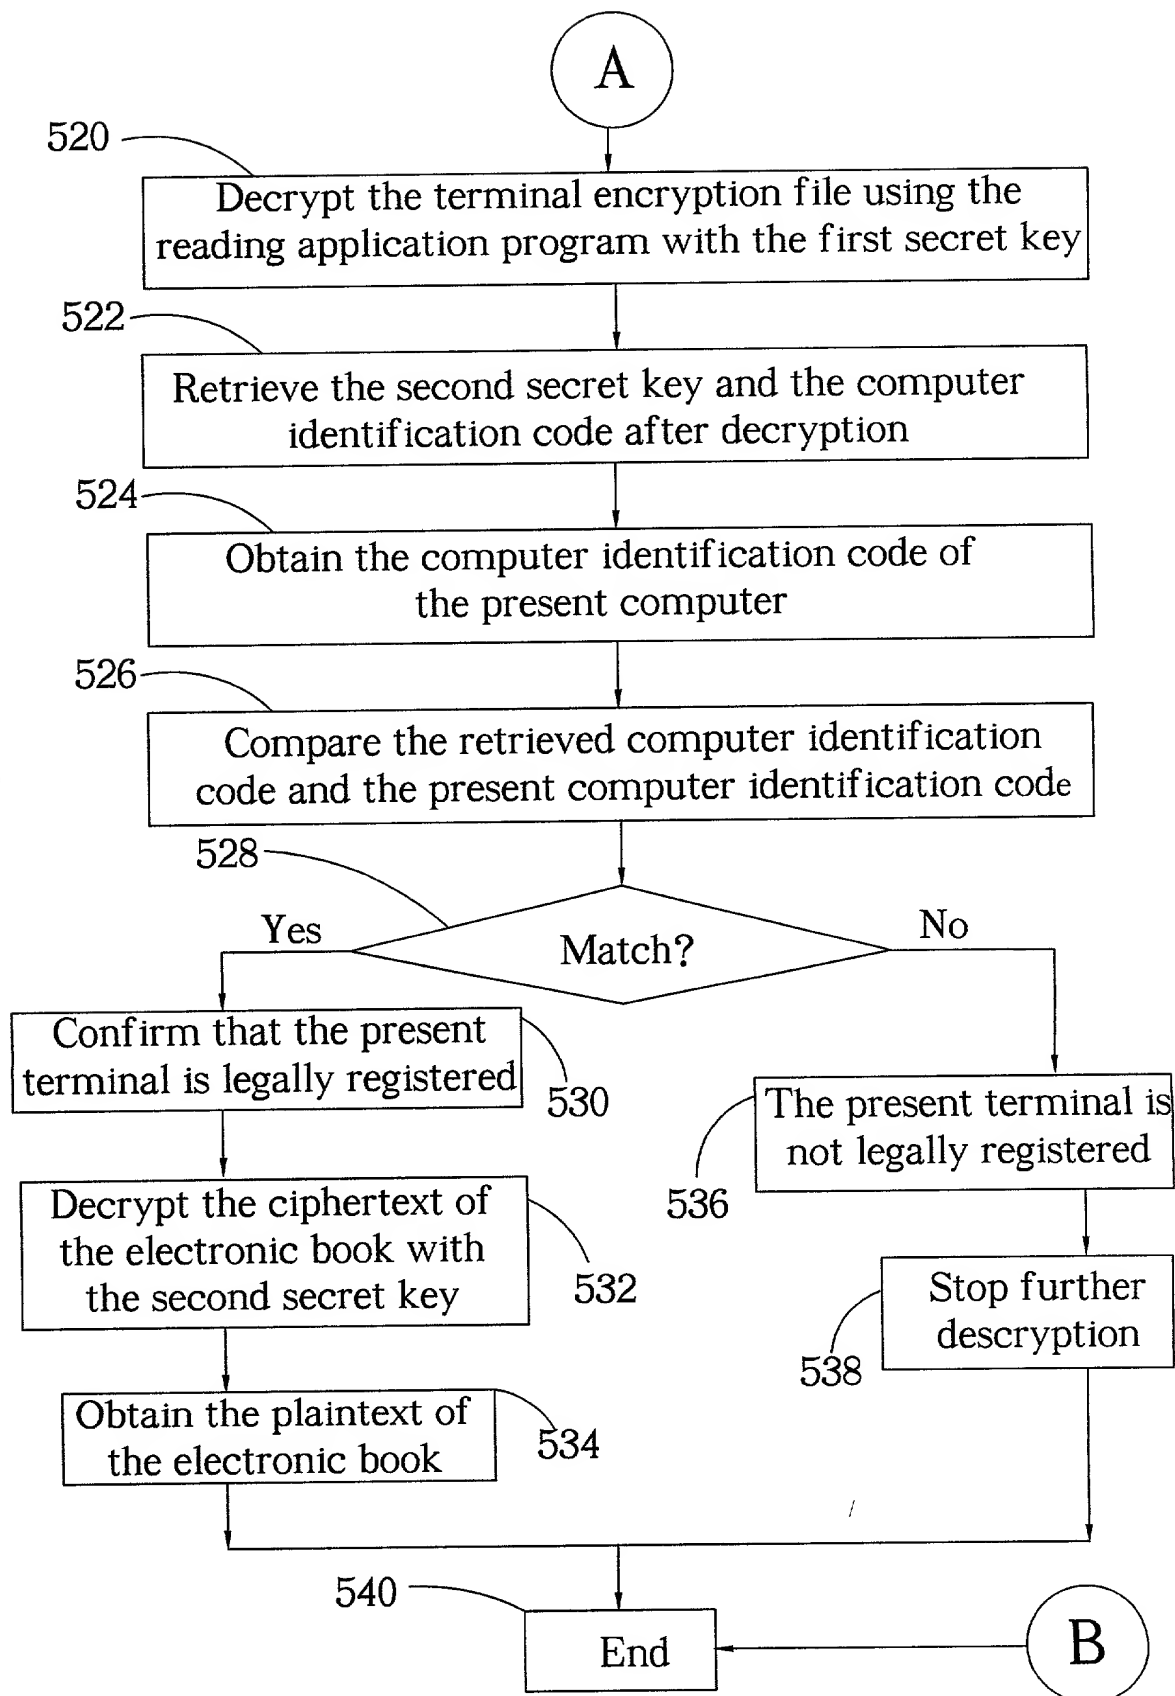 A
520
Decrypt the terminal encryption file using the
reading application program with the first secret key
522
Retrieve the second secret key and the computer
identification code after decryption
524
Obtain the computer identification code of
the present computer
526
Compare the retrieved computer identification
code and the present computer identification code
528
Yes
Match?
No
Confirm that the present
terminal is legally registered
530
Decrypt the ciphertext of
the electronic book with
the second secret key
532
Obtain the plaintext of
the electronic book
534
The present terminal is
not legally registered
536
Stop further
descryption
538
540
End
B